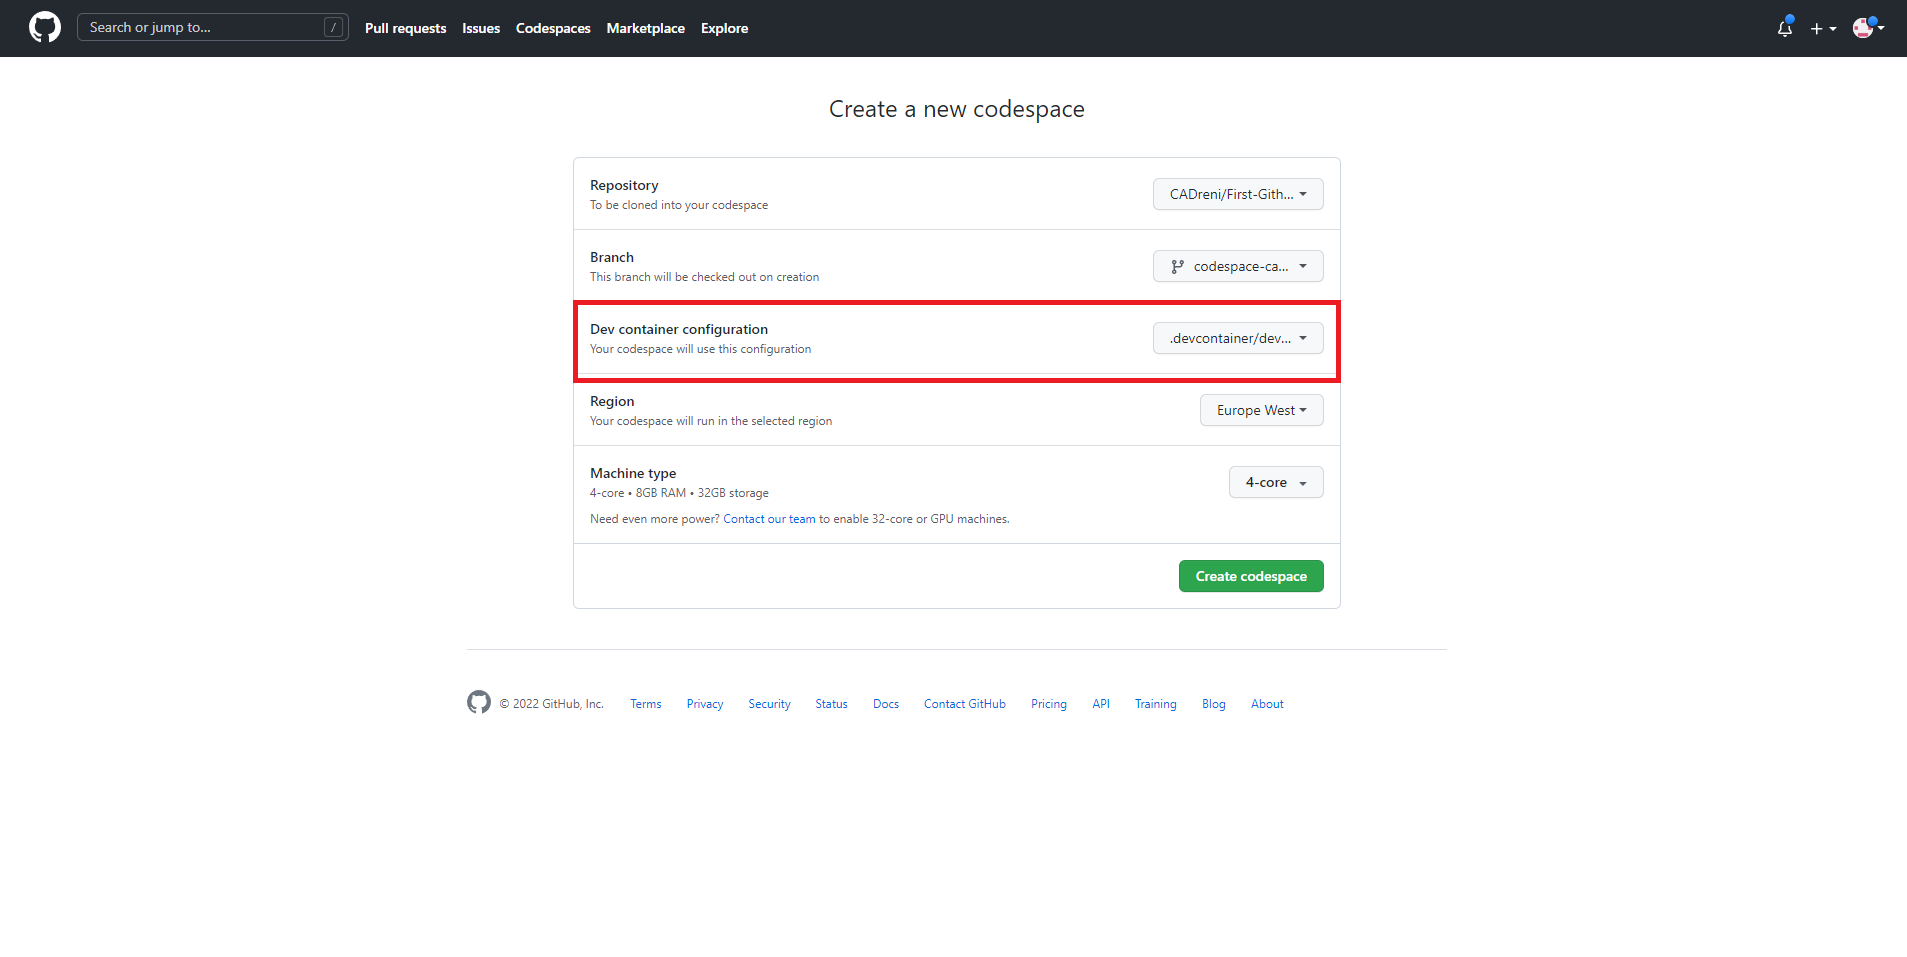 Search or jump to... /
Pull requests Issues Codespaces Marketplace Explore
Create a new codespace
Repository
To be cloned into your codespace
CADreni/First-Gith...
Branch
This branch will be checked out on creation
codespace-ca...
Dev container configuration
Your codespace will use this configuration
.devcontainer/dev...
Region
Your codespace will run in the selected region
Europe West
Machine type
4-core • 8GB RAM • 32GB storage
4-core
Need even more power? Contact our team to enable 32-core or GPU machines.
Create codespace
© 2022 GitHub, Inc. Terms Privacy Security Status Docs Contact GitHub Pricing API Training Blog About